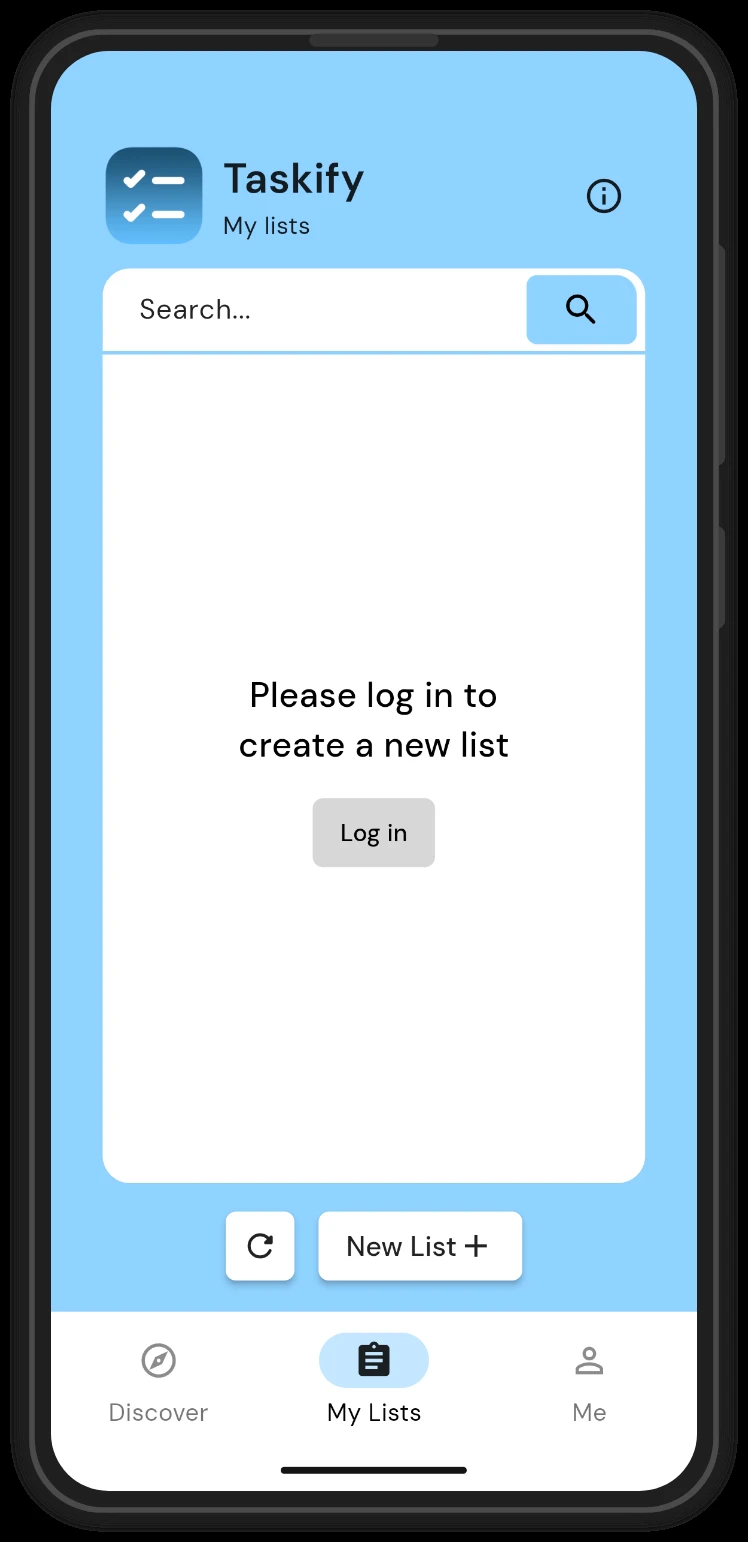 Taskify
My lists
Search...
Please log in to
create a new list
Log in
New List
Discover
My Lists
Me